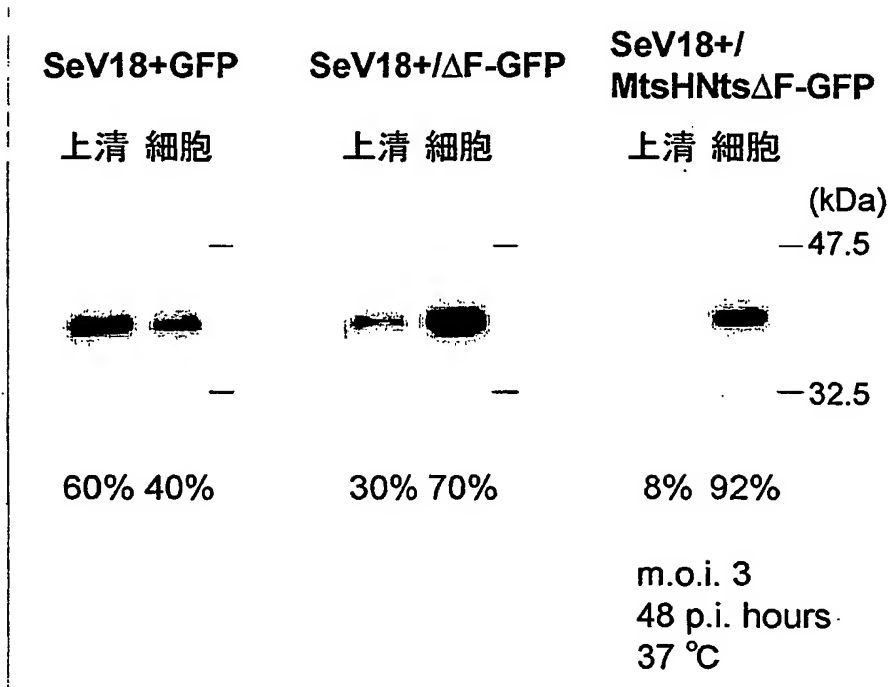 SeV18+GFP
SeV18+/ΔF-GFP
SeV18+/
MtsHNtsΔF-GFP
上清 細胞
上清 細胞
上清 細胞
(kDa)
47.5
32.5
60% 40%
30% 70%
8% 92%
m.o.i. 3
48 p.i. hours
37 ℃